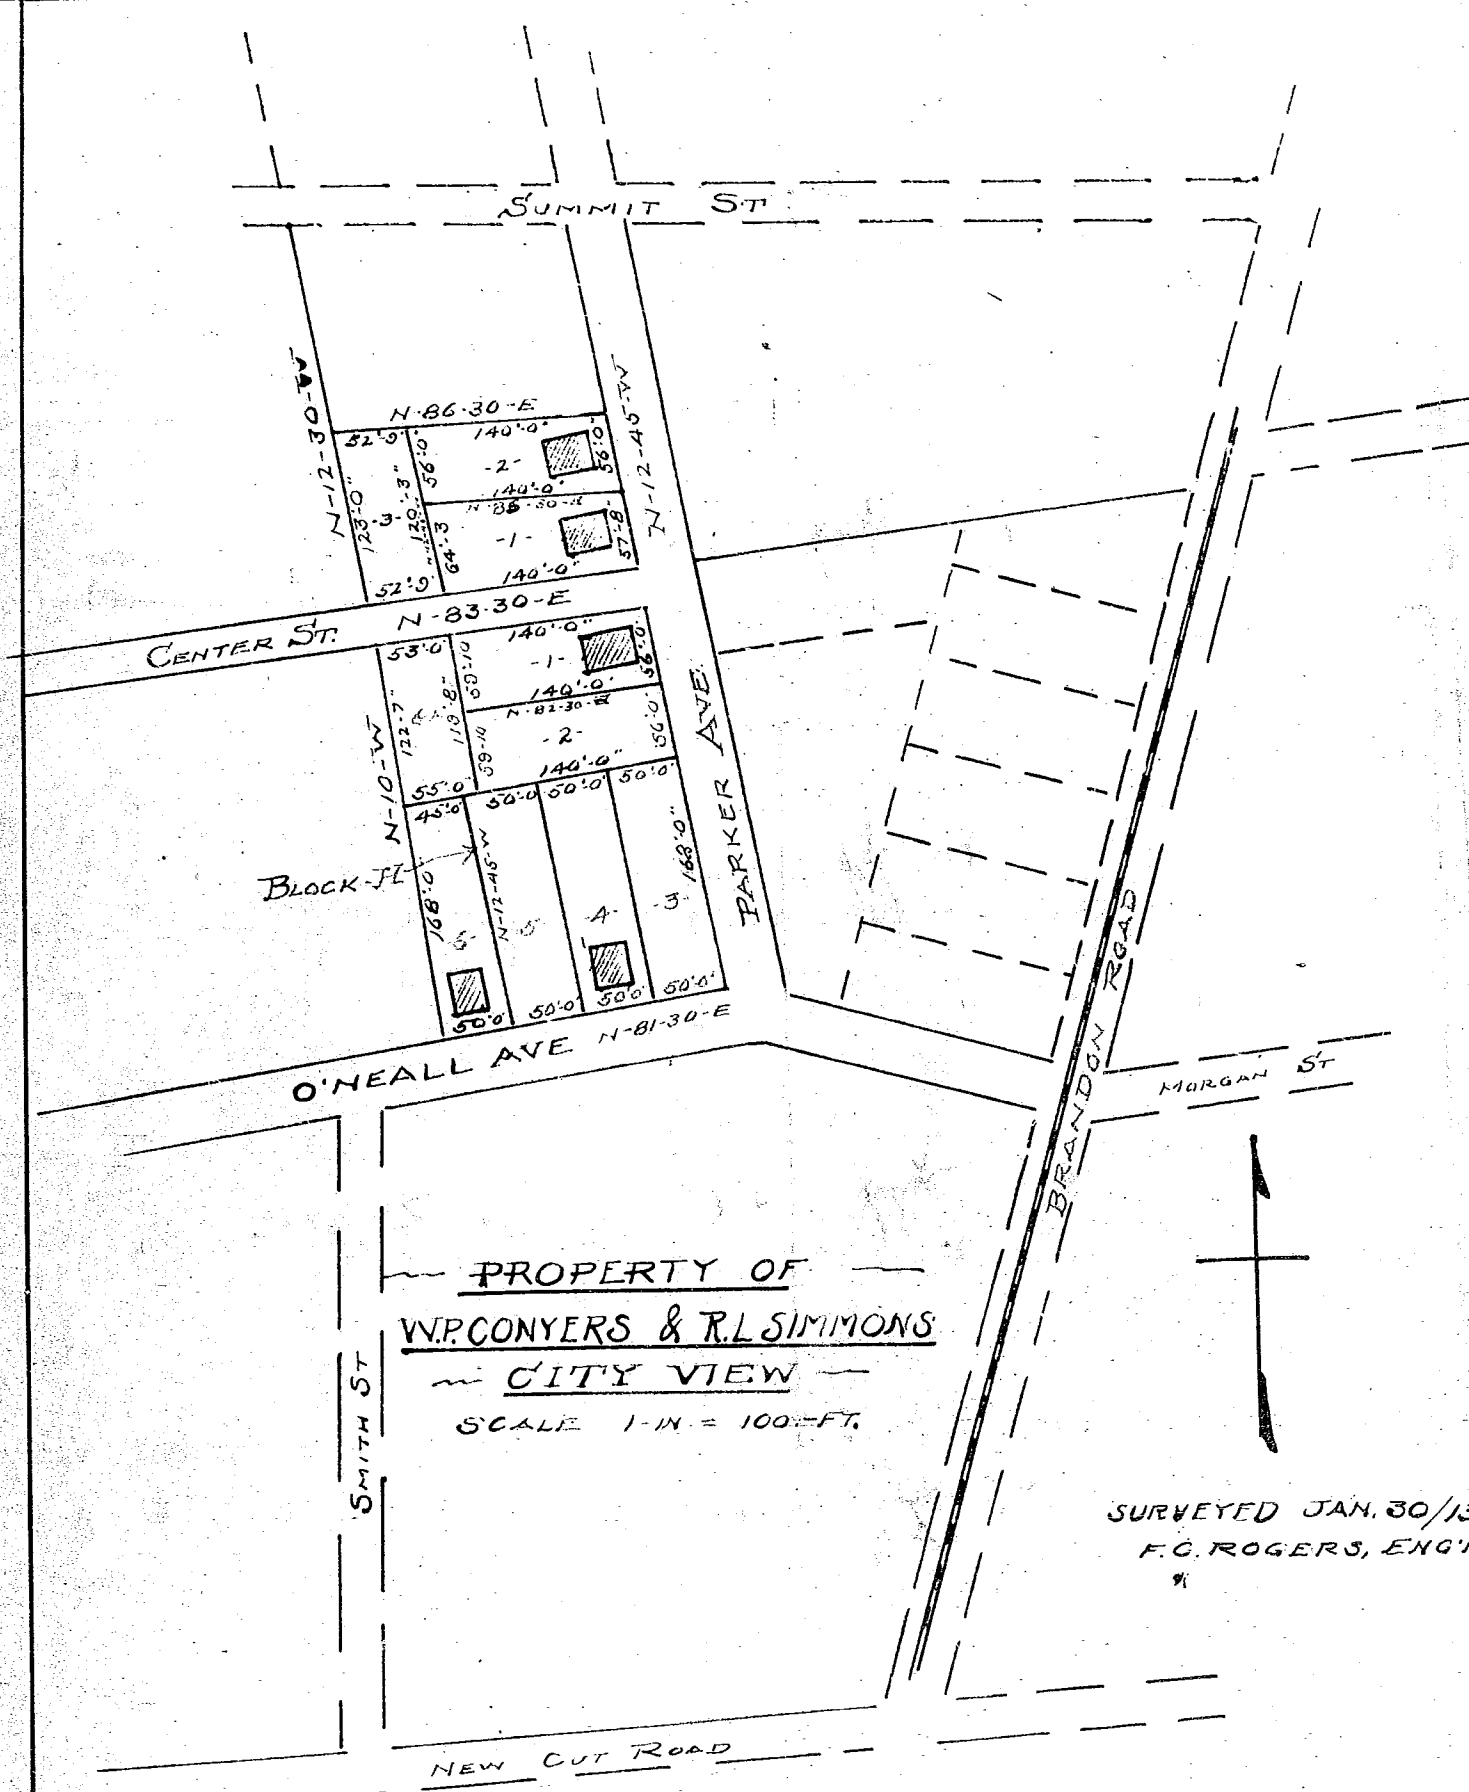 SUMMIT ST
N-12-30-W
N-86-30-E
N-12-45-W
52'-9"
140'-0"
56'-0"
-2-
56'-0"
140'-0"
123'-0"
-3-
120'-3"
64'-3
-1-
57'-8"
52'-9"
140'-0"
CENTER ST.
N-83-30-E
53'-0"
59'-10
140'-0"
-1-
56'-0"
140'-0"
N-82-30-E
122'-7"
119'-8"
N-10-W
59-10
-2-
56'-0"
140'-0"
55'-0"
45'-0"
50'-0
50'-0"
50'-0"
BLOCK-II
168'-0"
N-12-45-W
-6-
-5-
-4-
-3-
168'-0"
50'-0"
50'-0"
50'-0"
50'-0"
PARKER AVE.
O'NEALL AVE
N-81-30-E
BRANDON ROAD
MORGAN ST
PROPERTY OF
W.P. CONYERS & R.L SIMMONS
CITY VIEW
SCALE 1-IN = 100-FT.
SMITH ST
SURVEYED JAN. 30/13
F.C. ROGERS, ENG'
NEW CUT ROAD